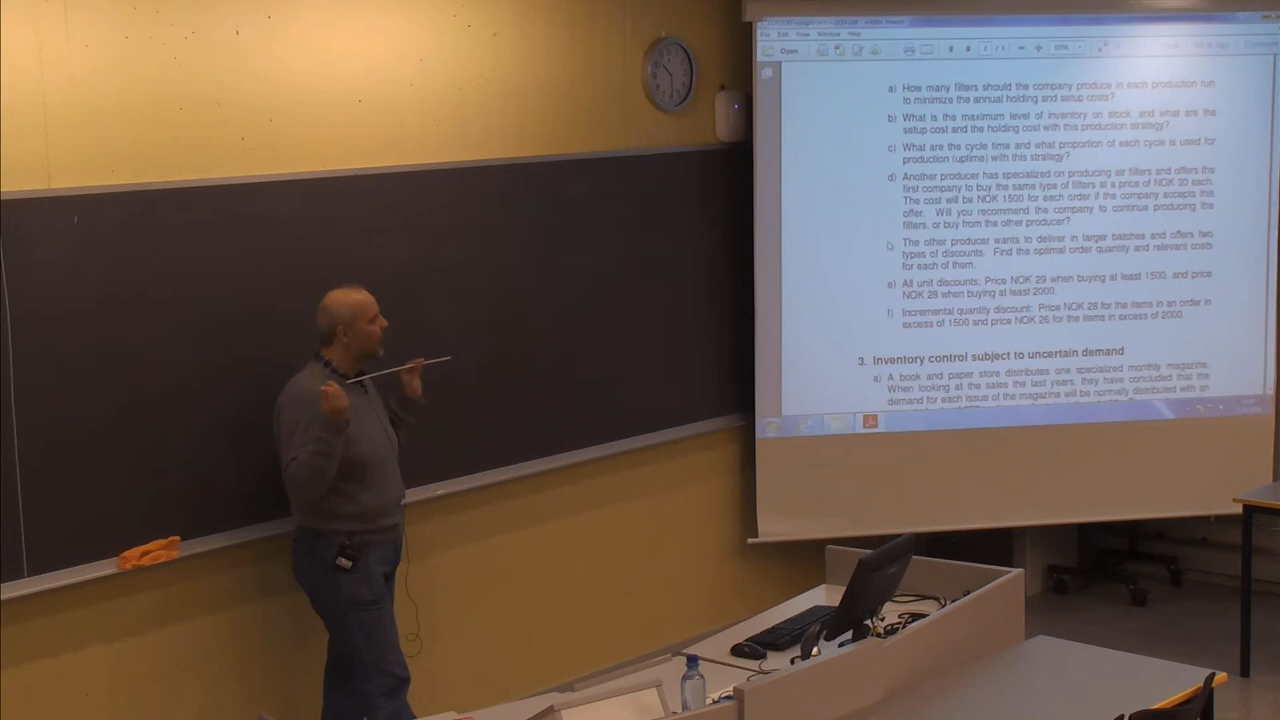 File Edit View Window Help
Open
a) How many filters should the company produce in each production run
to minimize the annual holding and setup costs?
b) What is the maximum level of inventory on stock, and what are the
setup cost and the holding cost with this production strategy?
c) What are the cycle time and what proportion of each cycle is used for
production (uptime) with this strategy?
d) Another producer has specialized on producing air filters and offers the
first company to buy the same type of filters at a price of NOK 30 each.
The cost will be NOK 1500 for each order if the company accepts this
offer. Will you recommend the company to continue producing the
filters, or buy from the other producer?
The other producer wants to deliver in larger batches and offers two
types of discounts. Find the optimal order quantity and relevant costs
for each of them.
e) All unit discounts: Price NOK 29 when buying at least 1500, and price
NOK 28 when buying at least 2000.
f) Incremental quantity discount: Price NOK 28 for the items in an order in
excess of 1500 and price NOK 26 for the items in excess of 2000.
3. Inventory control subject to uncertain demand
a) A book and paper store distributes one specialized monthly magazine.
When looking at the sales the last years, they have concluded that the
demand for each issue of the magazine will be normally distributed with an